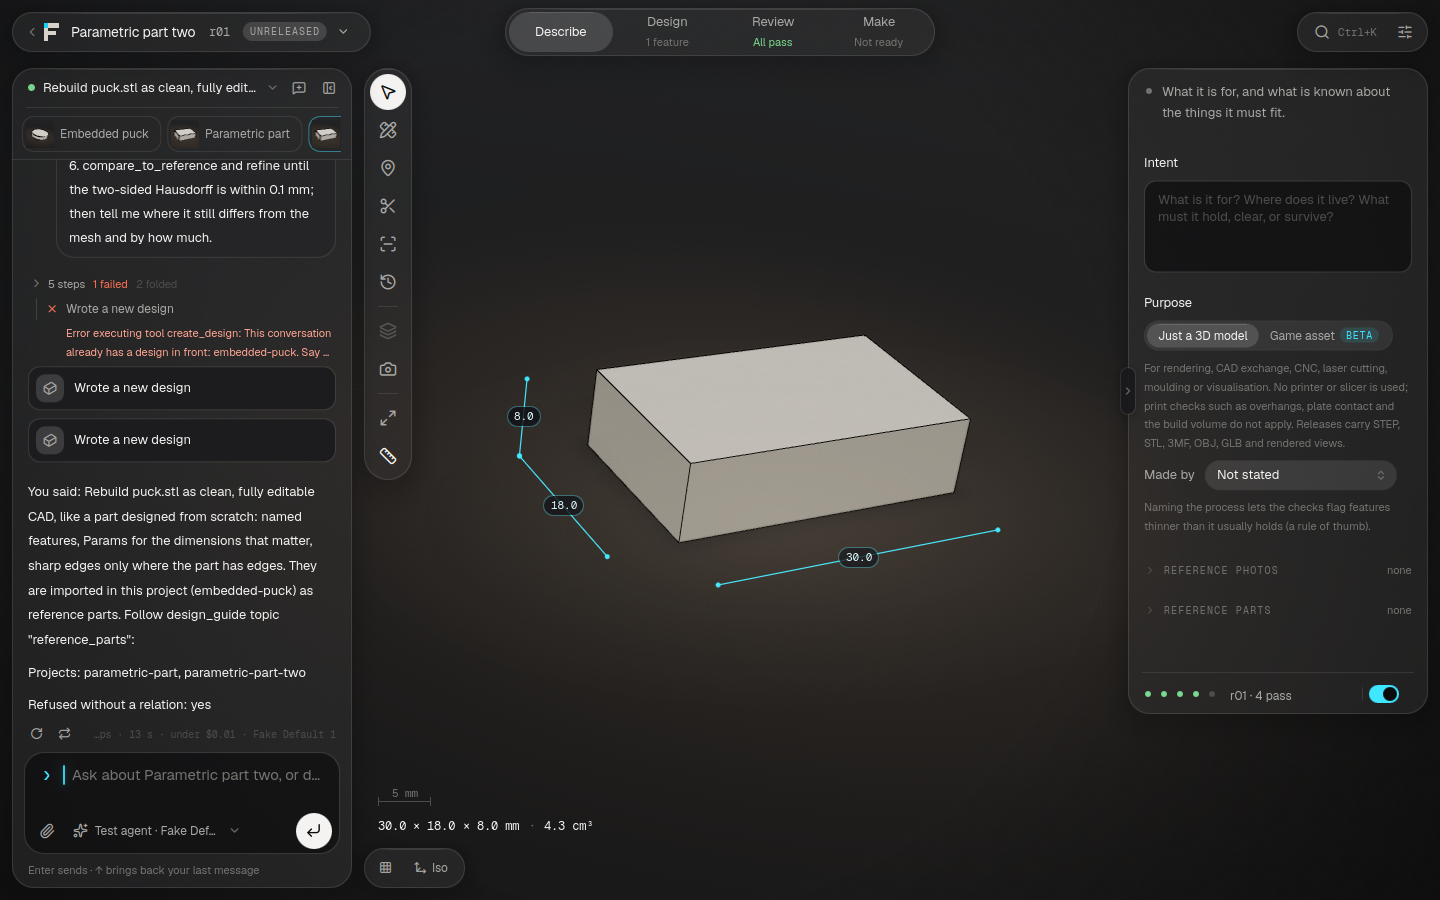 Parametric part two r01 UNRELEASED
Describe
Design
1 feature
Review
All pass
Make
Not ready
Ctrl+K
Rebuild puck.stl as clean, fully edit...
Embedded puck
Parametric part
6. compare_to_reference and refine until
the two-sided Hausdorff is within 0.1 mm;
then tell me where it still differs from the
mesh and by how much.
5 steps 1 failed 2 folded
Wrote a new design
Error executing tool create_design: This conversation
already has a design in front: embedded-puck. Say ...
Wrote a new design
Wrote a new design
You said: Rebuild puck.stl as clean, fully editable
CAD, like a part designed from scratch: named
features, Params for the dimensions that matter,
sharp edges only where the part has edges. They
are imported in this project (embedded-puck) as
reference parts. Follow design_guide topic
"reference_parts":
Projects: parametric-part, parametric-part-two
Refused without a relation: yes
…ps · 13 s · under $0.01 · Fake Default 1
Ask about Parametric part two, or d...
Test agent · Fake Def...
Enter sends · ↑ brings back your last message
8.0
18.0
30.0
5 mm
30.0 × 18.0 × 8.0 mm · 4.3 cm³
Iso
What it is for, and what is known about
the things it must fit.
Intent
What is it for? Where does it live? What
must it hold, clear, or survive?
Purpose
Just a 3D model
Game asset BETA
For rendering, CAD exchange, CNC, laser cutting,
moulding or visualisation. No printer or slicer is used;
print checks such as overhangs, plate contact and
the build volume do not apply. Releases carry STEP,
STL, 3MF, OBJ, GLB and rendered views.
Made by Not stated
Naming the process lets the checks flag features
thinner than it usually holds (a rule of thumb).
REFERENCE PHOTOS none
REFERENCE PARTS none
r01 · 4 pass